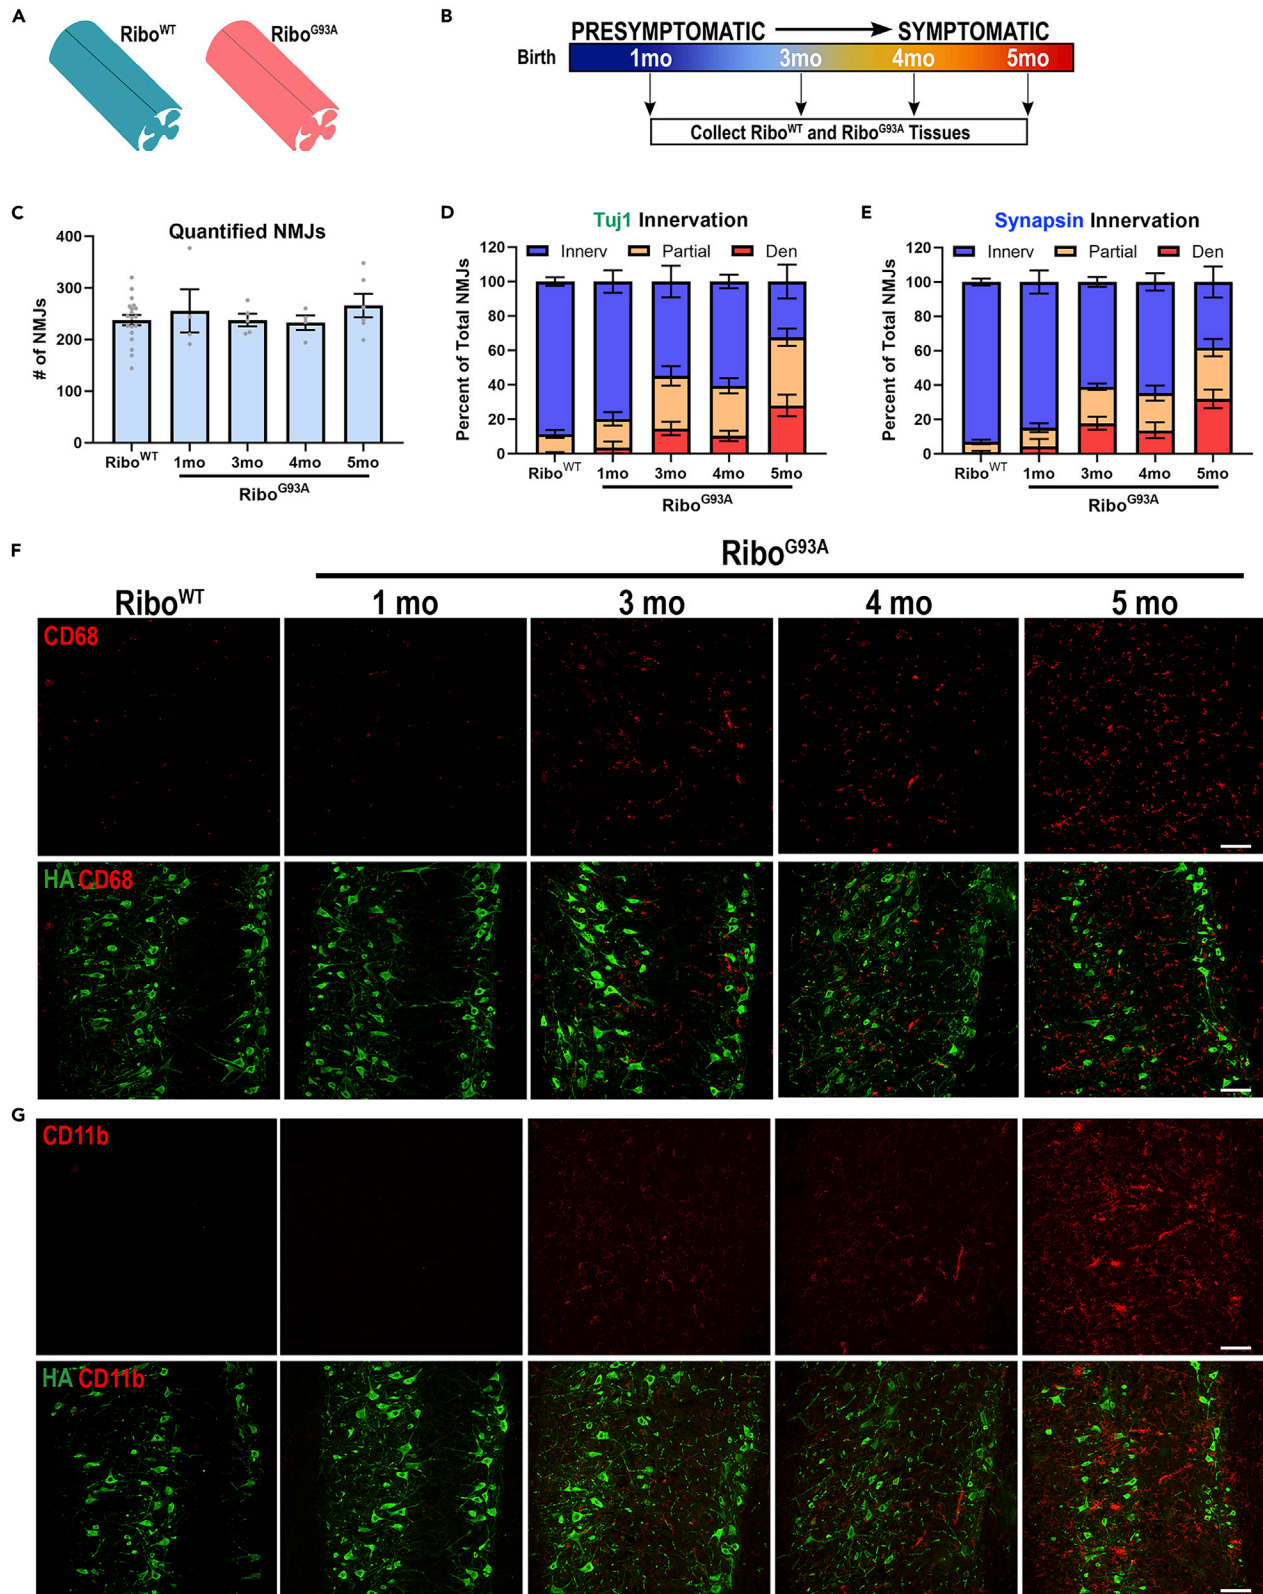 A
Ribo^WT
Ribo^G93A
B
PRESYMPTOMATIC SYMPTOMATIC
Birth 1mo 3mo 4mo 5mo
Collect Ribo^WT and Ribo^G93A Tissues
C
Quantified NMJs
# of NMJs
400
300
200
100
0
Ribo^WT 1mo 3mo 4mo 5mo
Ribo^G93A
D
Tuj1 Innervation
Innerv Partial Den
Percent of Total NMJs
120
100
80
60
40
20
0
Ribo^WT 1mo 3mo 4mo 5mo
Ribo^G93A
E
Synapsin Innervation
Innerv Partial Den
Percent of Total NMJs
120
100
80
60
40
20
0
Ribo^WT 1mo 3mo 4mo 5mo
Ribo^G93A
F
Ribo^G93A
Ribo^WT 1 mo 3 mo 4 mo 5 mo
CD68
HA CD68
G
CD11b
HA CD11b